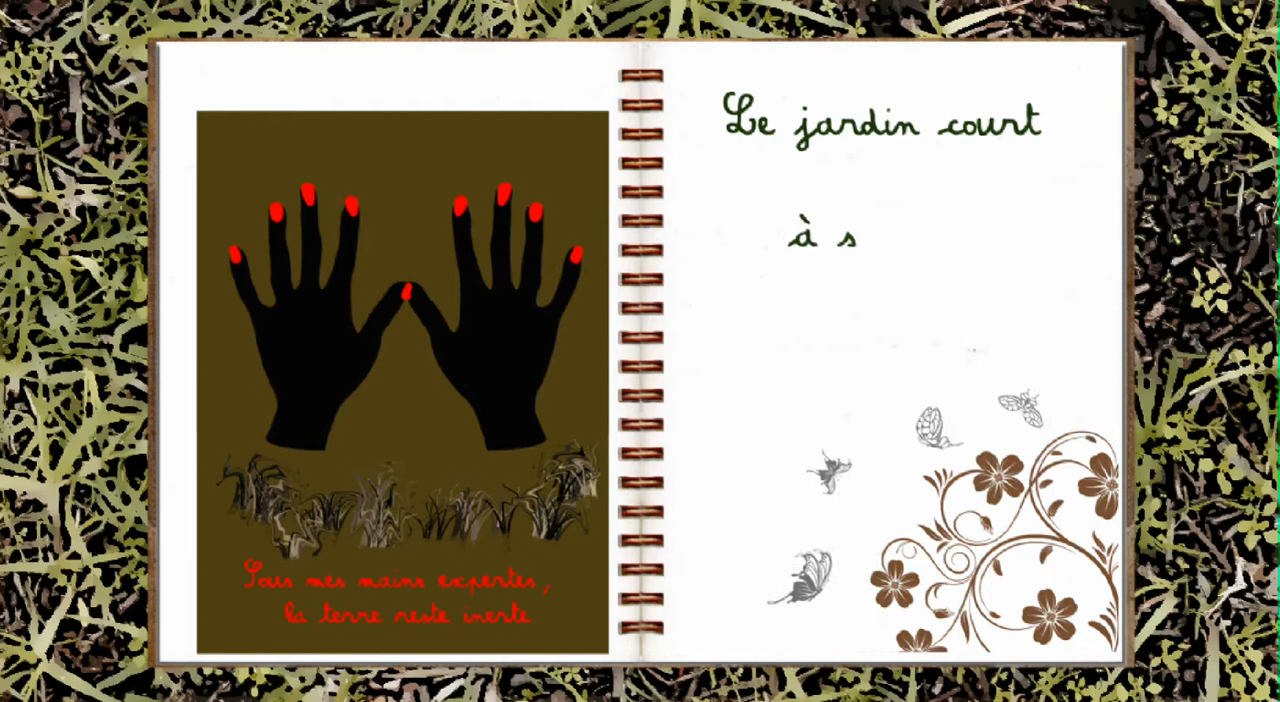 Sous mes mains expertes,
la terre reste inerte
Le jardin court
à s